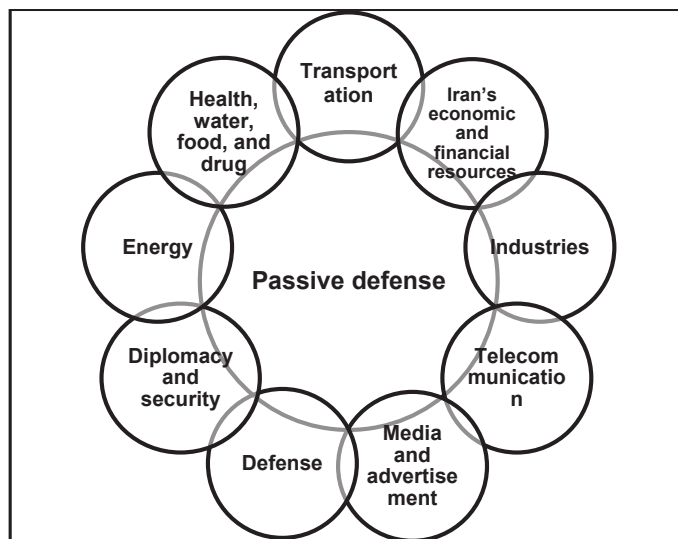 Transport
ation
Iran's
economic
and
financial
resources
Industries
Telecom
municatio
n
Media
and
advertise
ment
Defense
Diplomacy
and
security
Energy
Health,
water,
food, and
drug
Passive defense